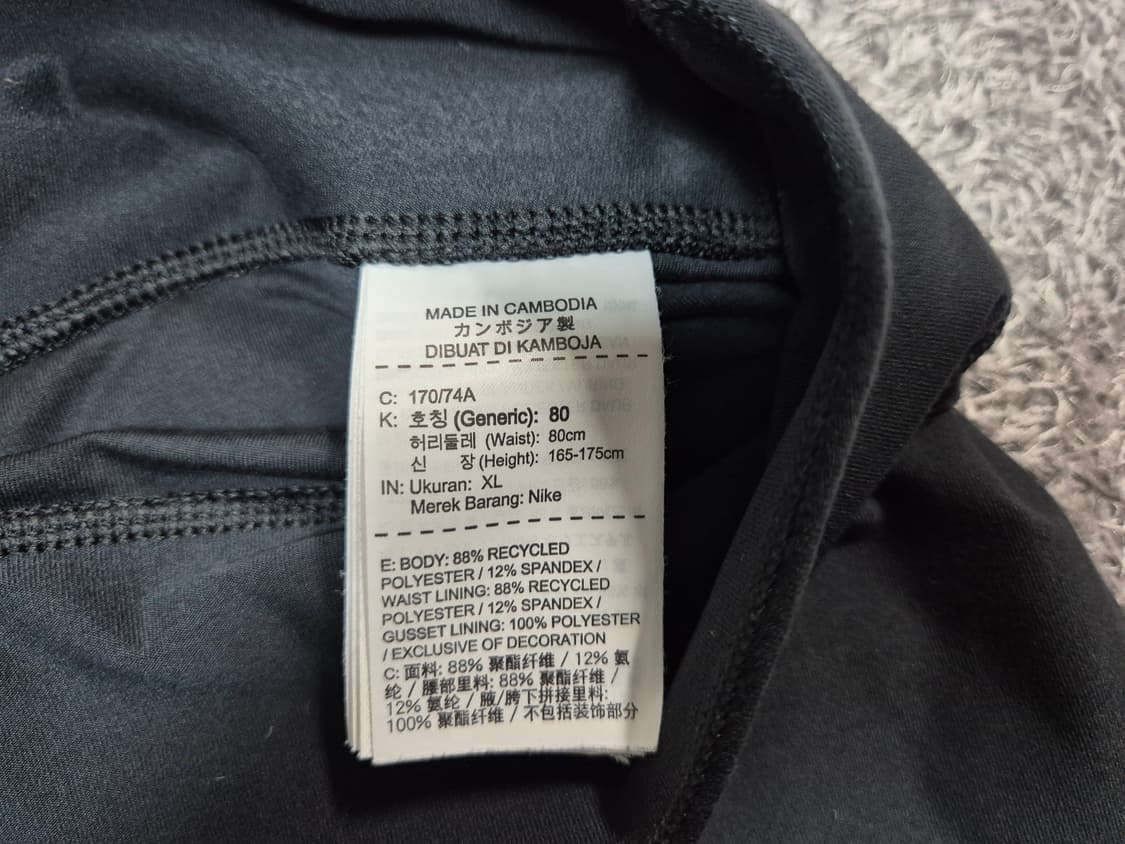 MADE IN CAMBODIA
カンボジア製
DIBUAT DI KAMBOJA
C: 170/74A
K: 호칭 (Generic): 80
허리둘레 (Waist): 80cm
신 장 (Height): 165-175cm
IN: Ukuran: XL
Merek Barang: Nike
E: BODY: 88% RECYCLED
POLYESTER / 12% SPANDEX /
WAIST LINING: 88% RECYCLED
POLYESTER / 12% SPANDEX /
GUSSET LINING: 100% POLYESTER
/ EXCLUSIVE OF DECORATION
C: 面料: 88% 聚酯纤维 / 12% 氨
纶 / 腰部里料: 88% 聚酯纤维 /
12% 氨纶 / 腋/胯下拼接里料:
100% 聚酯纤维 / 不包括装饰部分